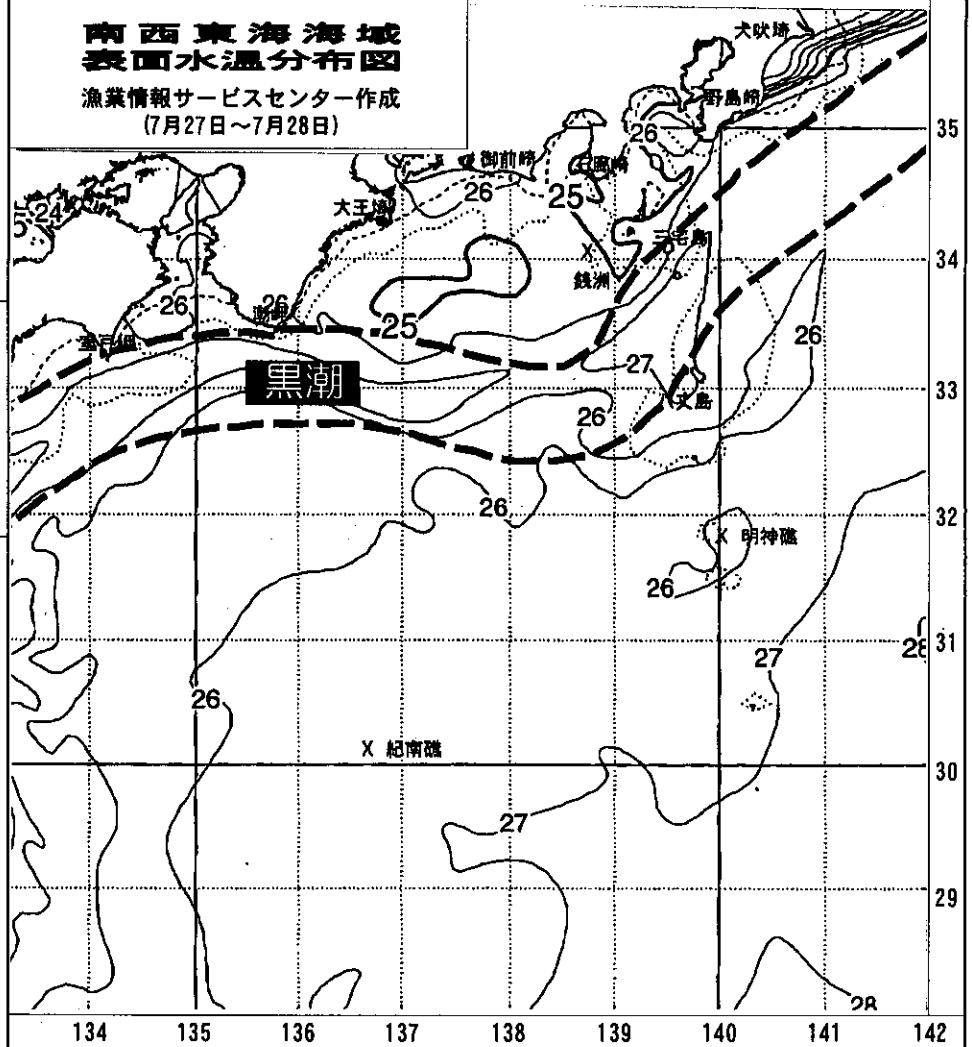 南西東海海域
表面水温分布図
漁業情報サービスセンター作成
(7月27日～7月28日)
犬吠埼
野島崎
26
35
御前崎
石廊崎
26
25
24
大王埼
三宅島
X
銭洲
34
26
26
潮岬
25
26
室戸岬
27
黒潮
33
26
26
32
X 明神礁
26
31
27
28
26
X 紀南礁
30
27
29
28
134 135 136 137 138 139 140 141 142